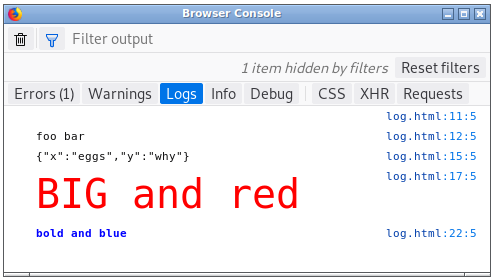 Browser Console
Filter output
1 item hidden by filters Reset filters
Errors (1) Warnings Logs Info Debug CSS XHR Requests
log.html:11:5
foo bar log.html:12:5
{"x":"eggs","y":"why"} log.html:15:5
BIG and red log.html:17:5
bold and blue log.html:22:5